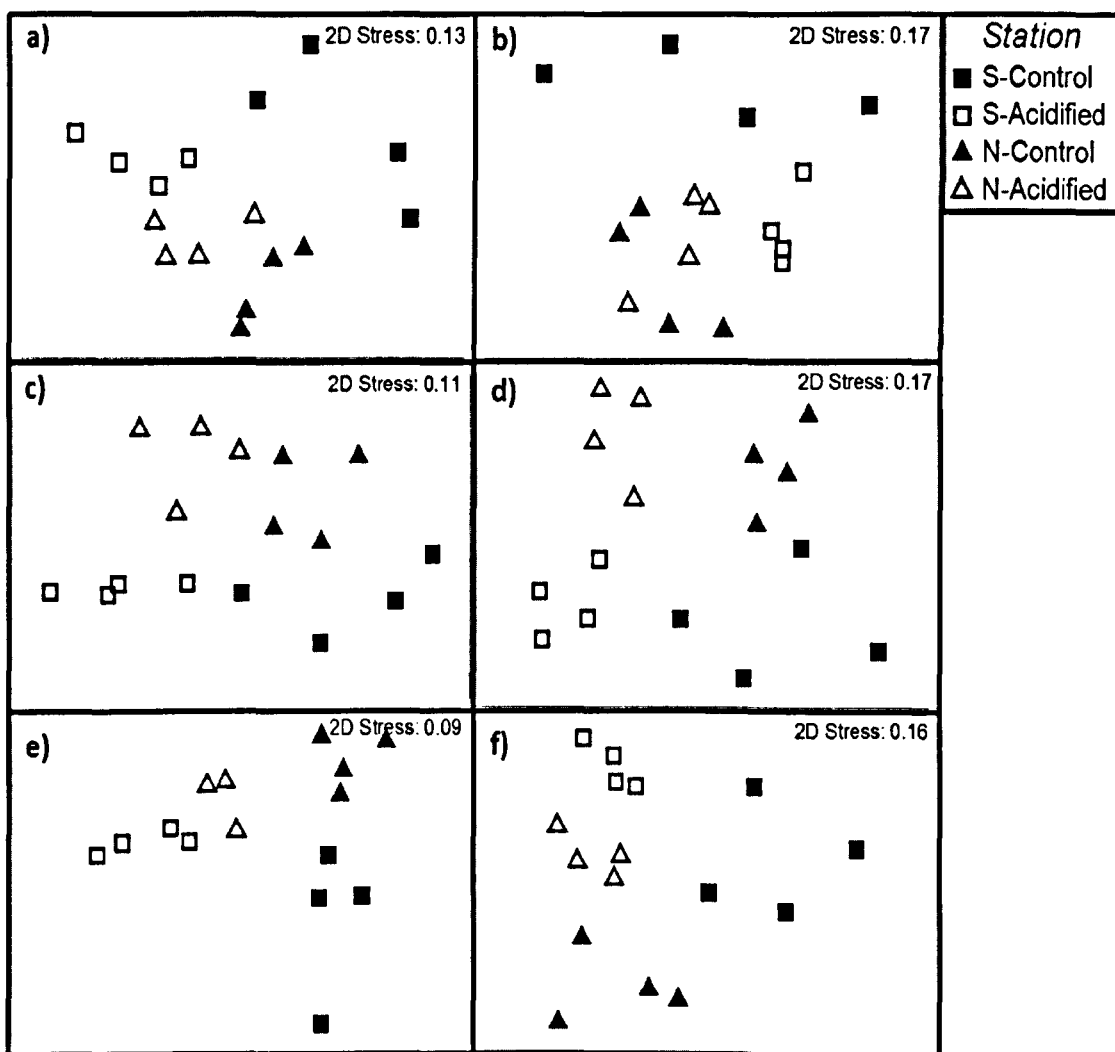 a)
2D Stress: 0.13
b)
2D Stress: 0.17
Station
S-Control
S-Acidified
N-Control
N-Acidified
c)
2D Stress: 0.11
d)
2D Stress: 0.17
e)
2D Stress: 0.09
f)
2D Stress: 0.16